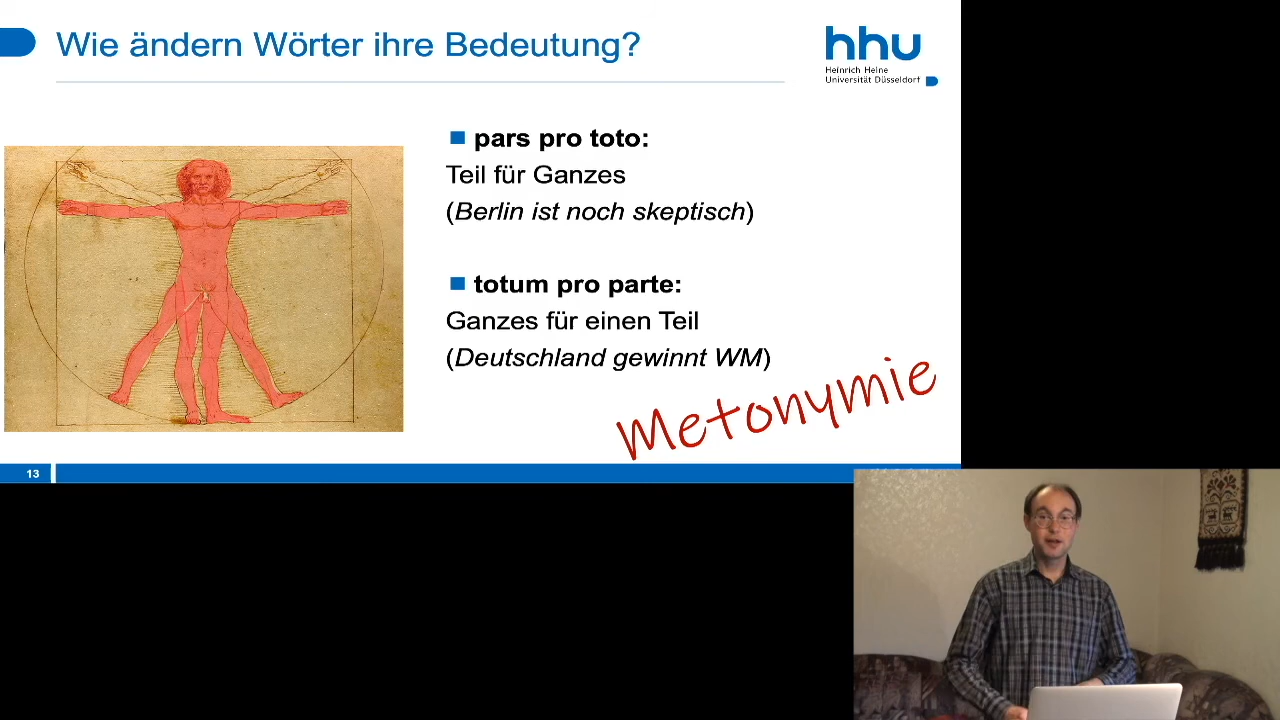 Wie ändern Wörter ihre Bedeutung?
hhu
Heinrich Heine
Universität Düsseldorf
pars pro toto:
Teil für Ganzes
(Berlin ist noch skeptisch)
totum pro parte:
Ganzes für einen Teil
(Deutschland gewinnt WM)
Metonymie
13